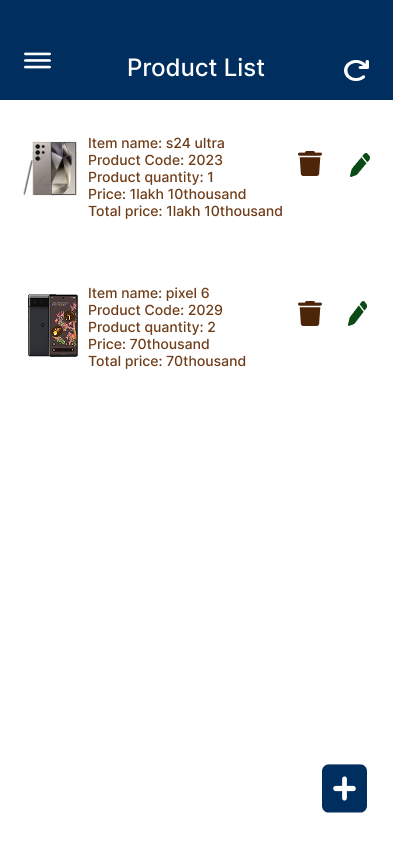 Product List
Item name: s24 ultra
Product Code: 2023
Product quantity: 1
Price: 1lakh 10thousand
Total price: 1lakh 10thousand
Item name: pixel 6
Product Code: 2029
Product quantity: 2
Price: 70thousand
Total price: 70thousand